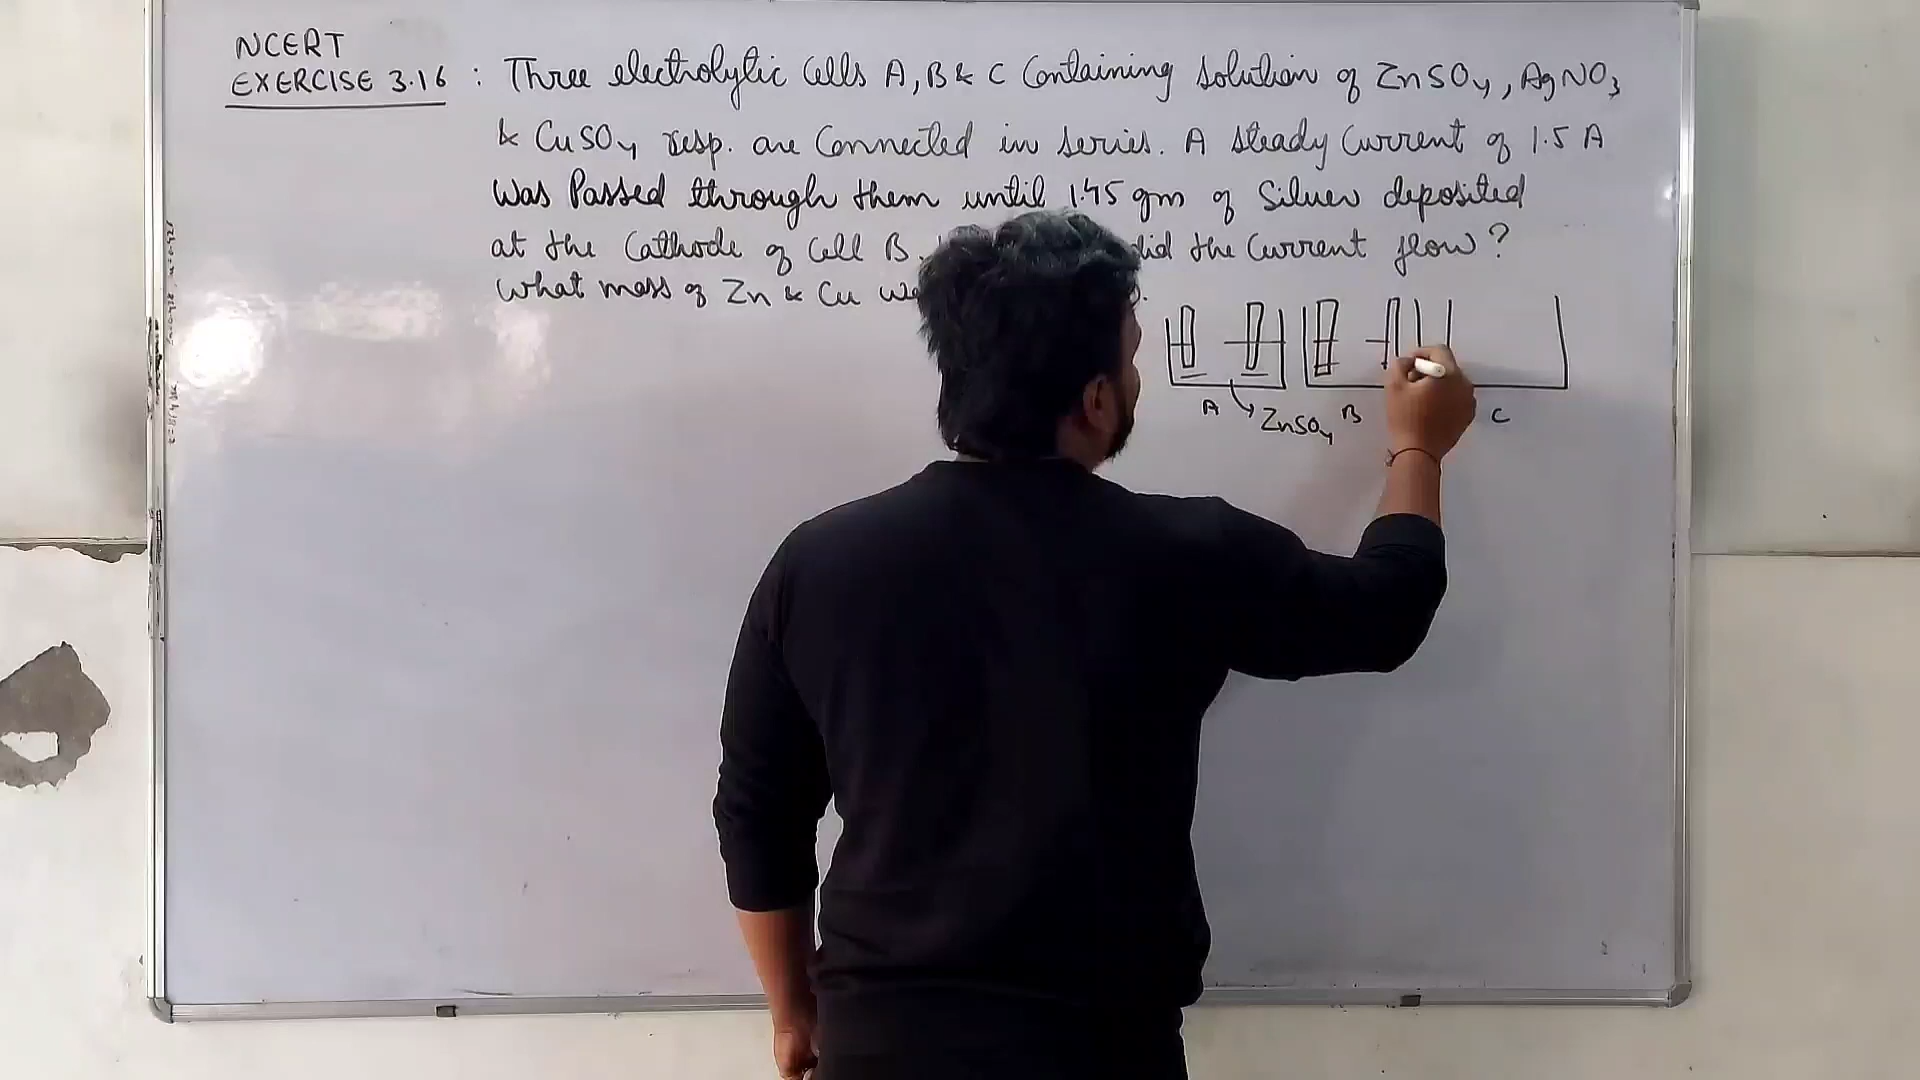 NCERT
EXERCISE 3.16 : Three electrolytic Cells A, B & C Containing solution of ZnSO4, AgNO3
& CuSO4 resp. are Connected in series. A steady Current of 1.5 A
Was Passed through them until 1.45 gm of Silver deposited
at the Cathode of Cell B. did the Current flow?
What mass of Zn & Cu
A ZnSO4 B C